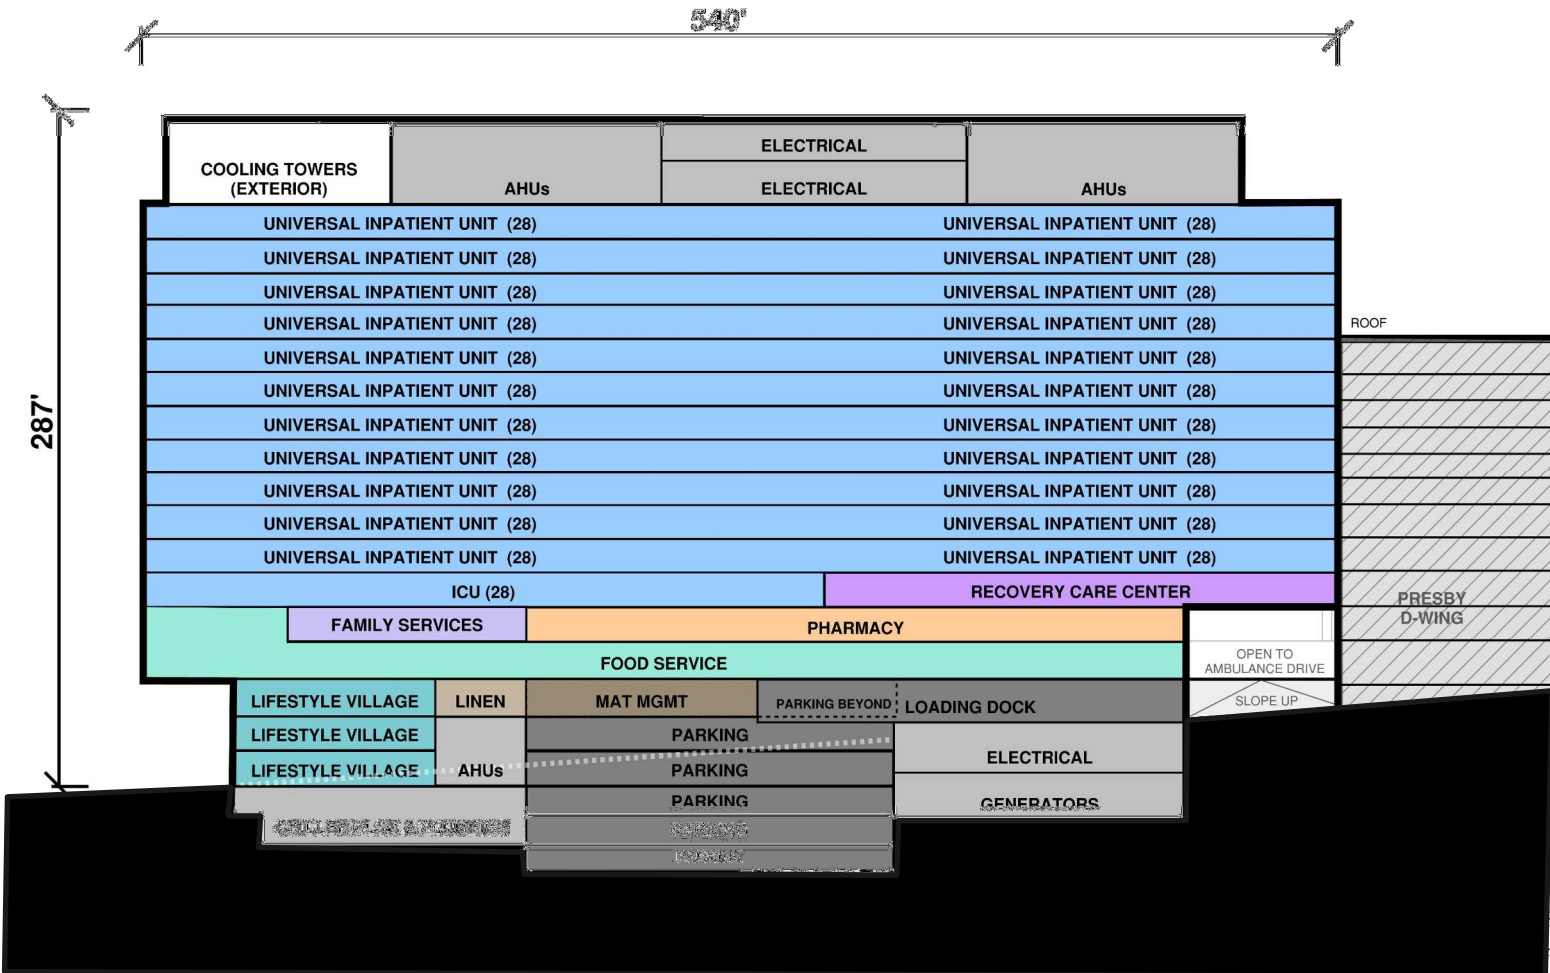 540'
COOLING TOWERS
(EXTERIOR)
AHUs
ELECTRICAL
ELECTRICAL
AHUs
UNIVERSAL INPATIENT UNIT (28) UNIVERSAL INPATIENT UNIT (28)
UNIVERSAL INPATIENT UNIT (28) UNIVERSAL INPATIENT UNIT (28)
UNIVERSAL INPATIENT UNIT (28) UNIVERSAL INPATIENT UNIT (28)
UNIVERSAL INPATIENT UNIT (28) UNIVERSAL INPATIENT UNIT (28)
ROOF
UNIVERSAL INPATIENT UNIT (28) UNIVERSAL INPATIENT UNIT (28)
UNIVERSAL INPATIENT UNIT (28) UNIVERSAL INPATIENT UNIT (28)
287'
UNIVERSAL INPATIENT UNIT (28) UNIVERSAL INPATIENT UNIT (28)
UNIVERSAL INPATIENT UNIT (28) UNIVERSAL INPATIENT UNIT (28)
UNIVERSAL INPATIENT UNIT (28) UNIVERSAL INPATIENT UNIT (28)
UNIVERSAL INPATIENT UNIT (28) UNIVERSAL INPATIENT UNIT (28)
UNIVERSAL INPATIENT UNIT (28) UNIVERSAL INPATIENT UNIT (28)
ICU (28) RECOVERY CARE CENTER
PRESBY
D-WING
FAMILY SERVICES PHARMACY
FOOD SERVICE
OPEN TO
AMBULANCE DRIVE
LIFESTYLE VILLAGE LINEN MAT MGMT PARKING BEYOND LOADING DOCK
SLOPE UP
LIFESTYLE VILLAGE PARKING
ELECTRICAL
LIFESTYLE VILLAGE AHUs PARKING
PARKING GENERATORS